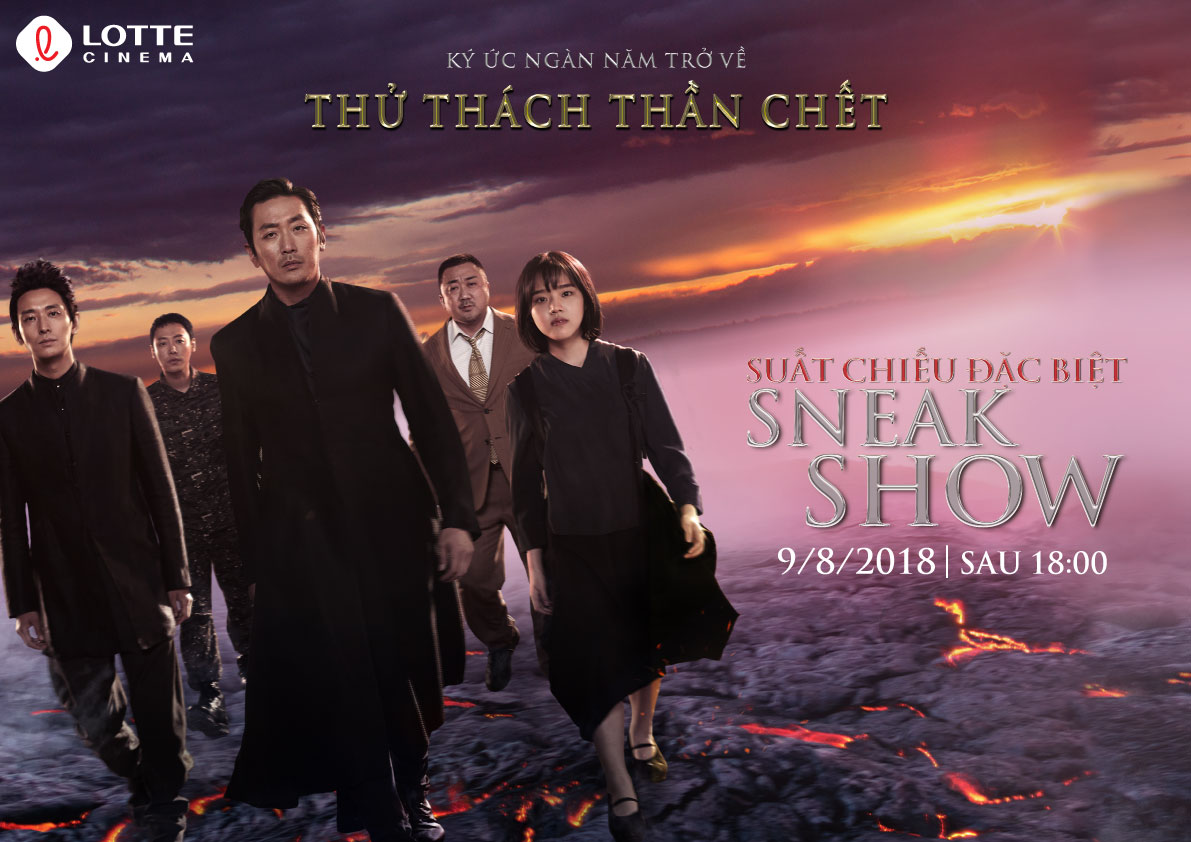 LOTTE
CINEMA
KÝ ỨC NGÀN NĂM TRỞ VỀ
THỬ THÁCH THẦN CHẾT
SUẤT CHIẾU ĐẶC BIỆT
SNEAK
SHOW
9/8/2018 | SAU 18:00